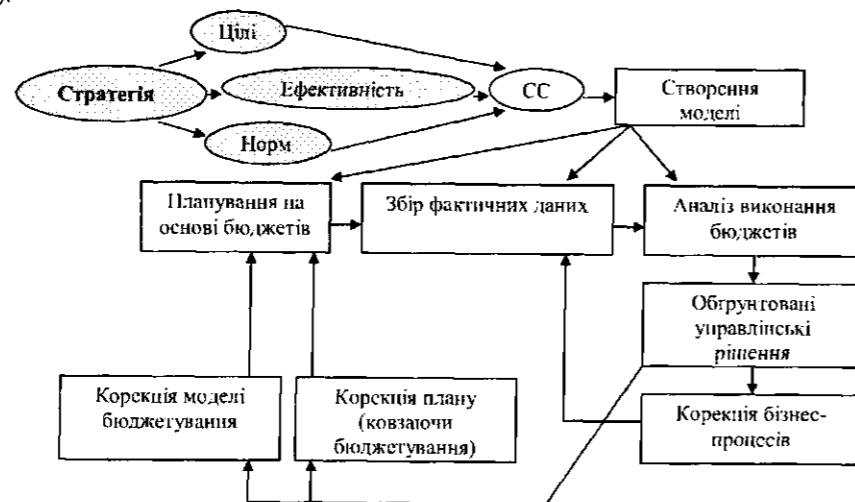 Цілі
Стратегія
Ефективність
СС
Створення
моделі
Норм
Планування на
основі бюджетів
Збір фактичних даних
Аналіз виконання
бюджетів
Обґрунтовані
управлінські
рішення
Корекція моделі
бюджетування
Корекція плану
(ковзаючи
бюджетування)
Корекція бізнес-
процесів